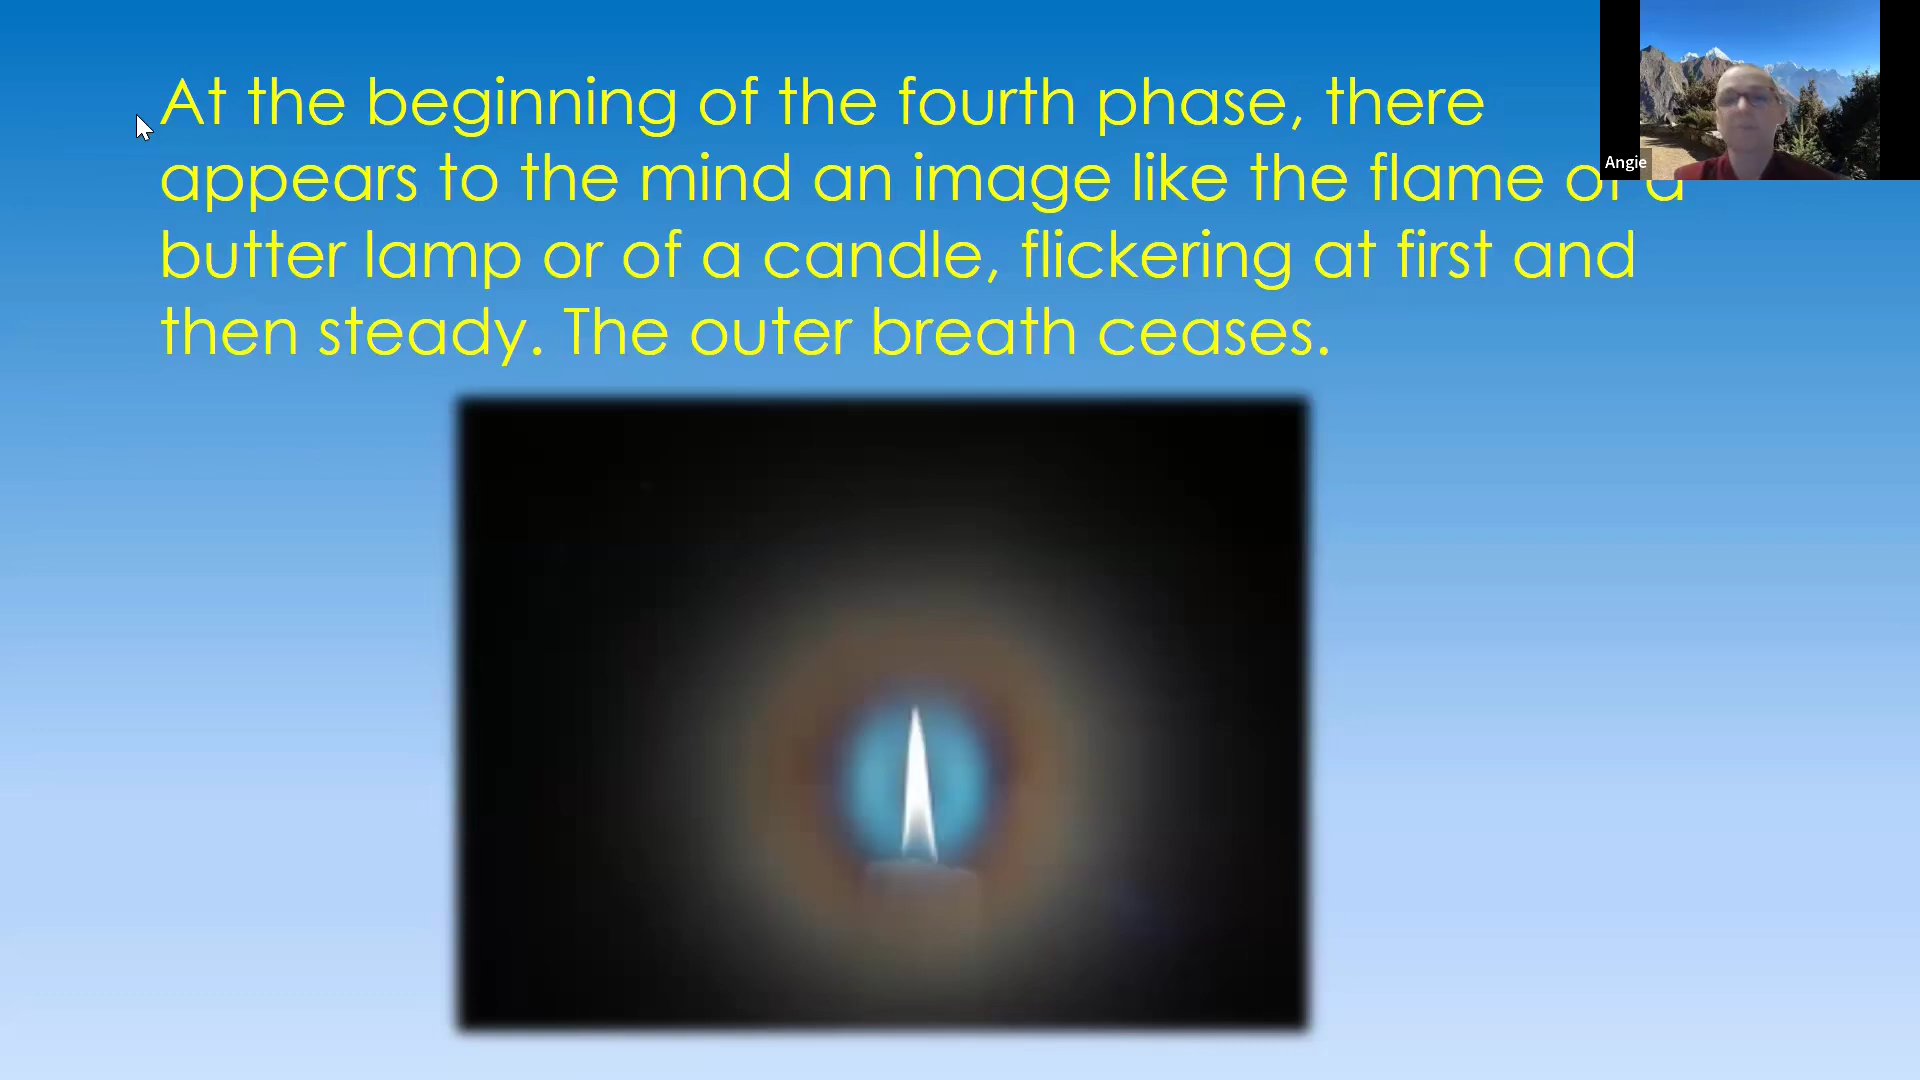 At the beginning of the fourth phase, there
appears to the mind an image like the flame of a
butter lamp or of a candle, flickering at first and
then steady. The outer breath ceases.
Angie